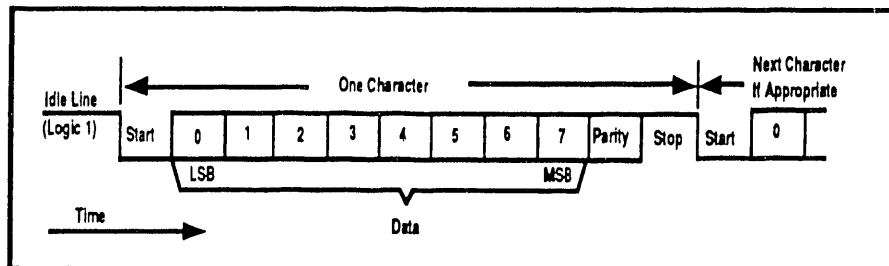 One Character
Next Character
If Appropriate
Idle Line
(Logic 1)
Start 0 1 2 3 4 5 6 7 Parity Stop Start 0
LSB MSB
Data
Time